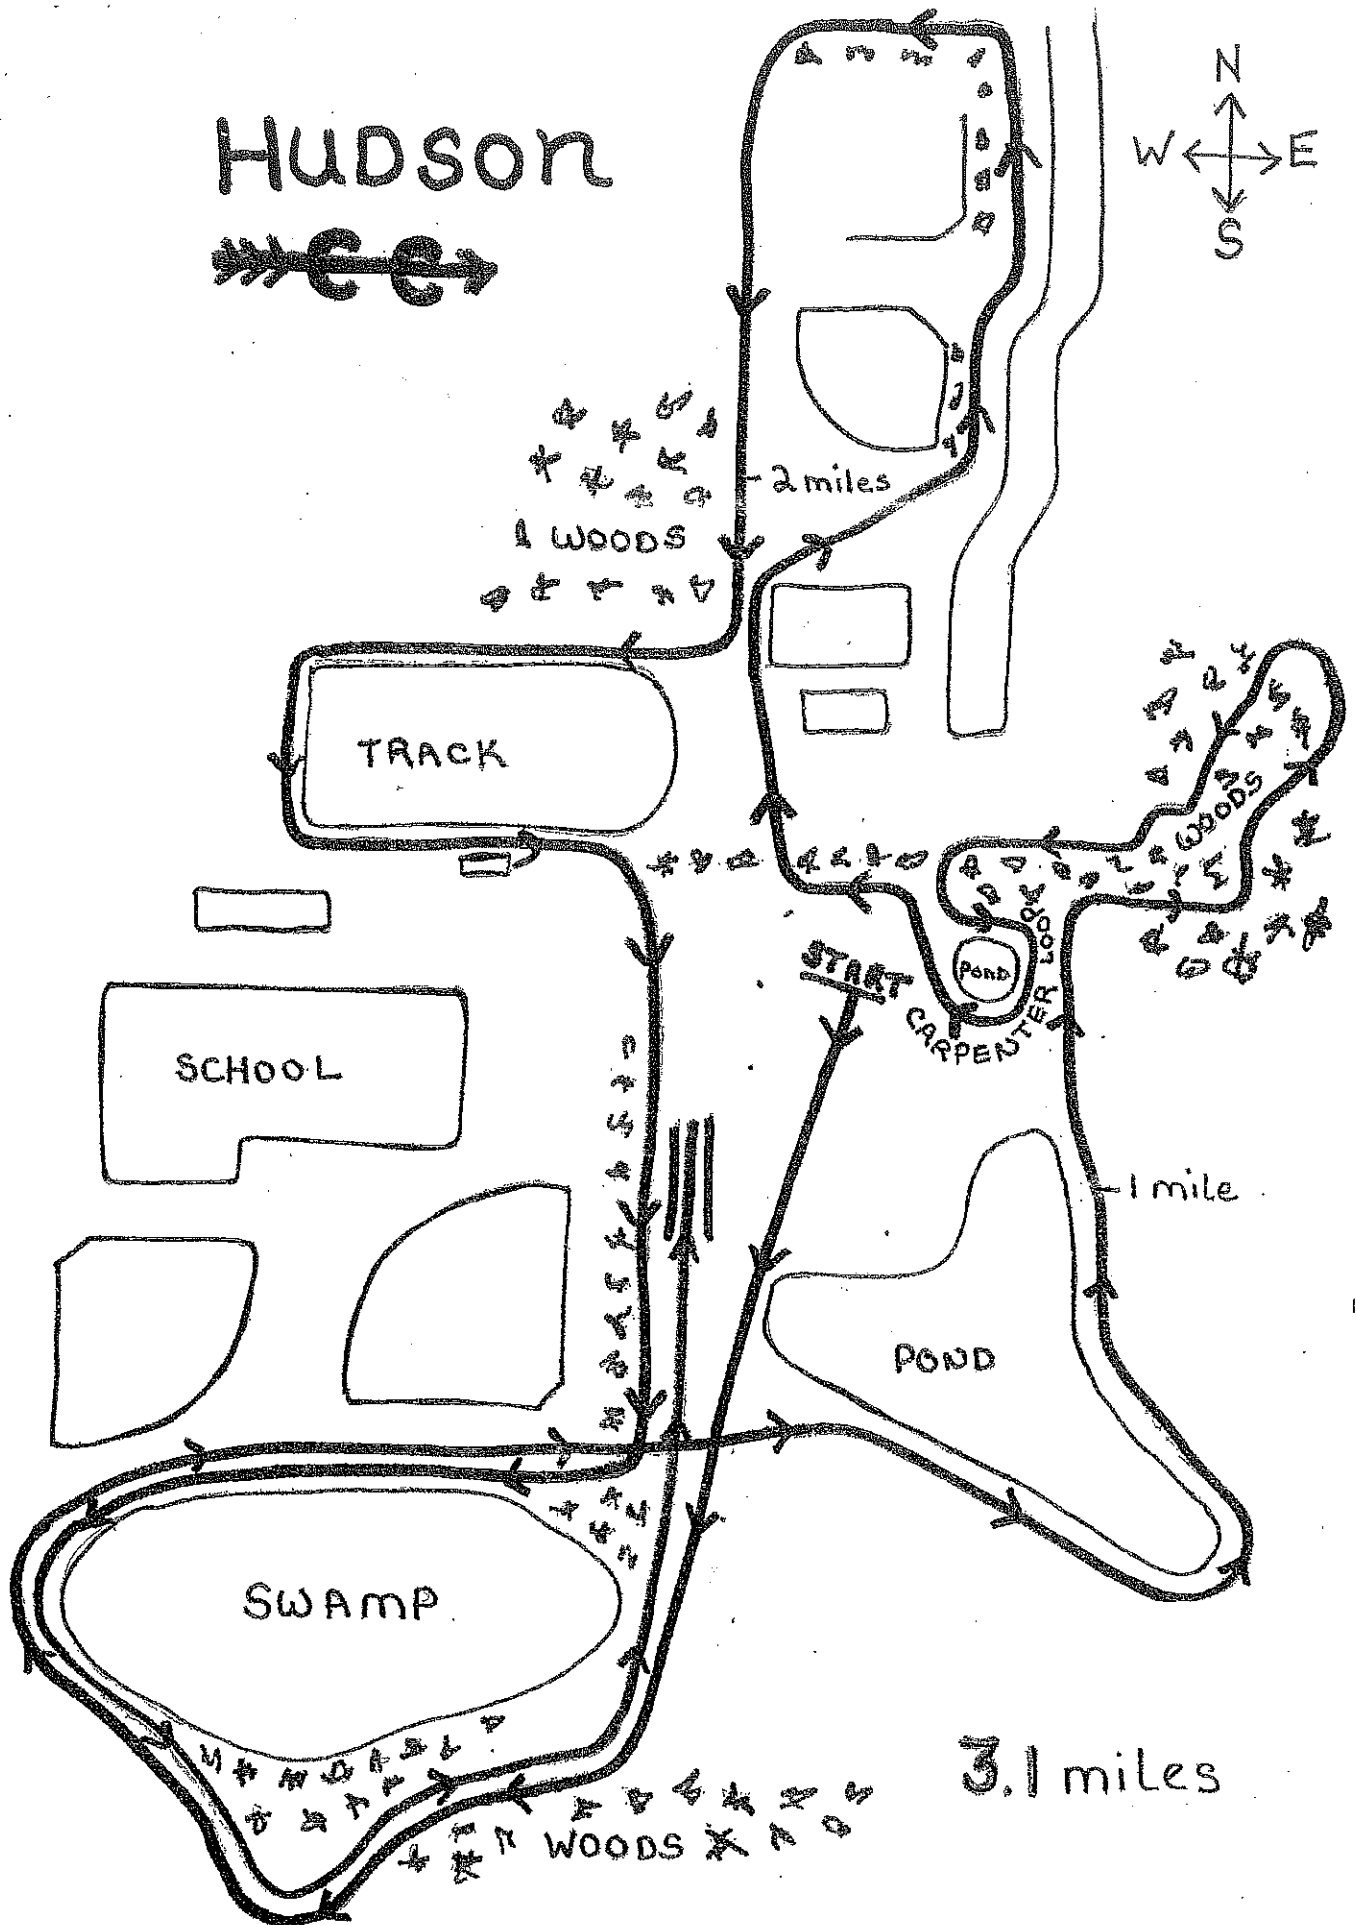 Hudson
CC
N
W E
S
2 miles
WOODS
TRACK
WOODS
START
POND
CARPENTER LOOP
SCHOOL
1 mile
POND
SWAMP
3.1 miles
WOODS